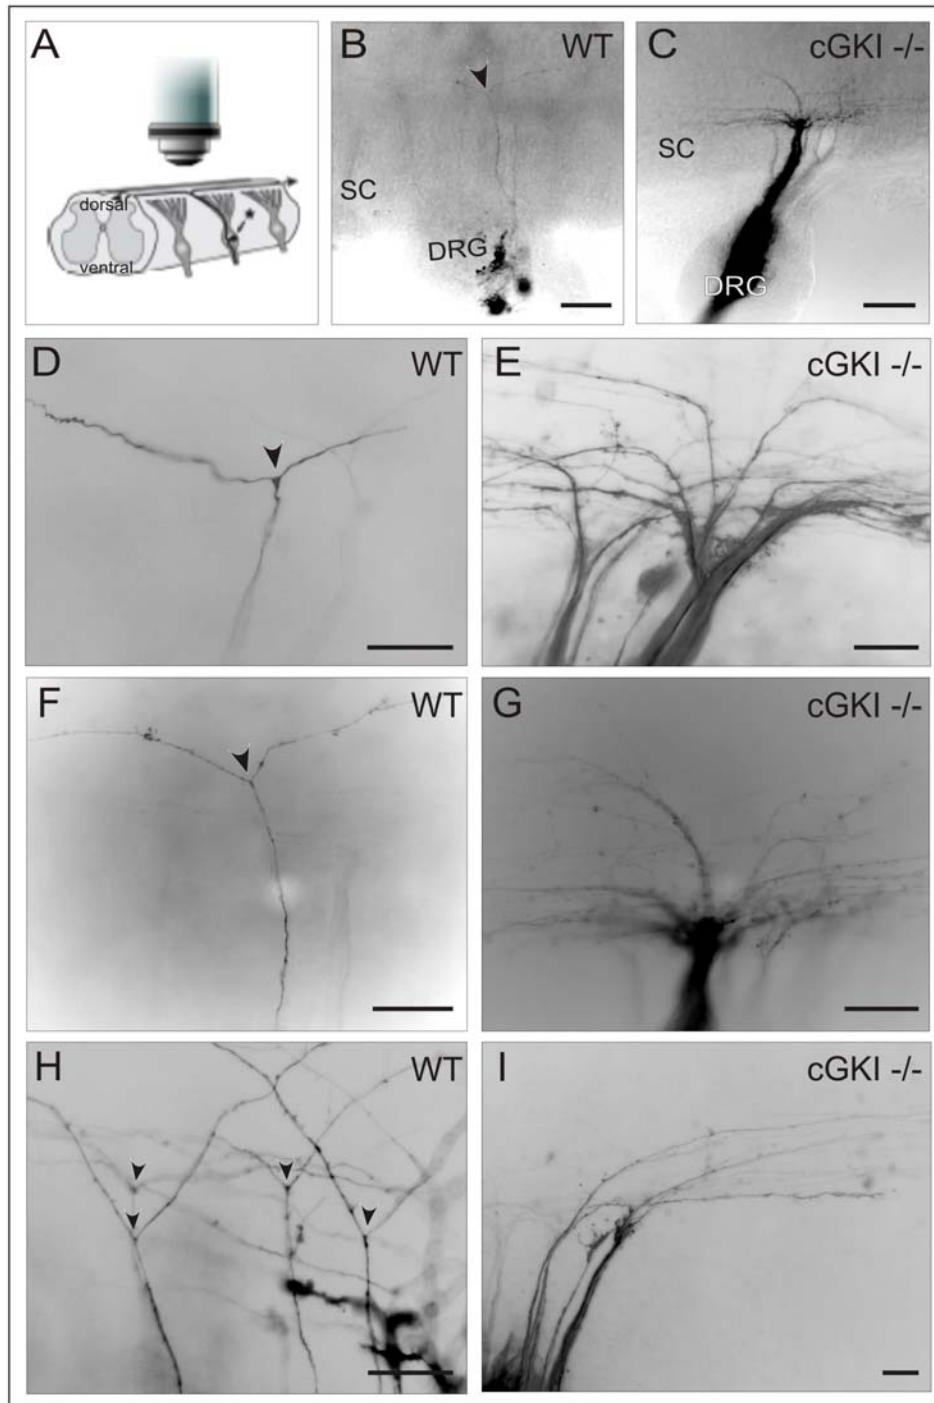 A
dorsal
ventral
B WT
SC
DRG
C cGKI -/-
SC
DRG
D WT
E cGKI -/-
F WT
G cGKI -/-
H WT
I cGKI -/-